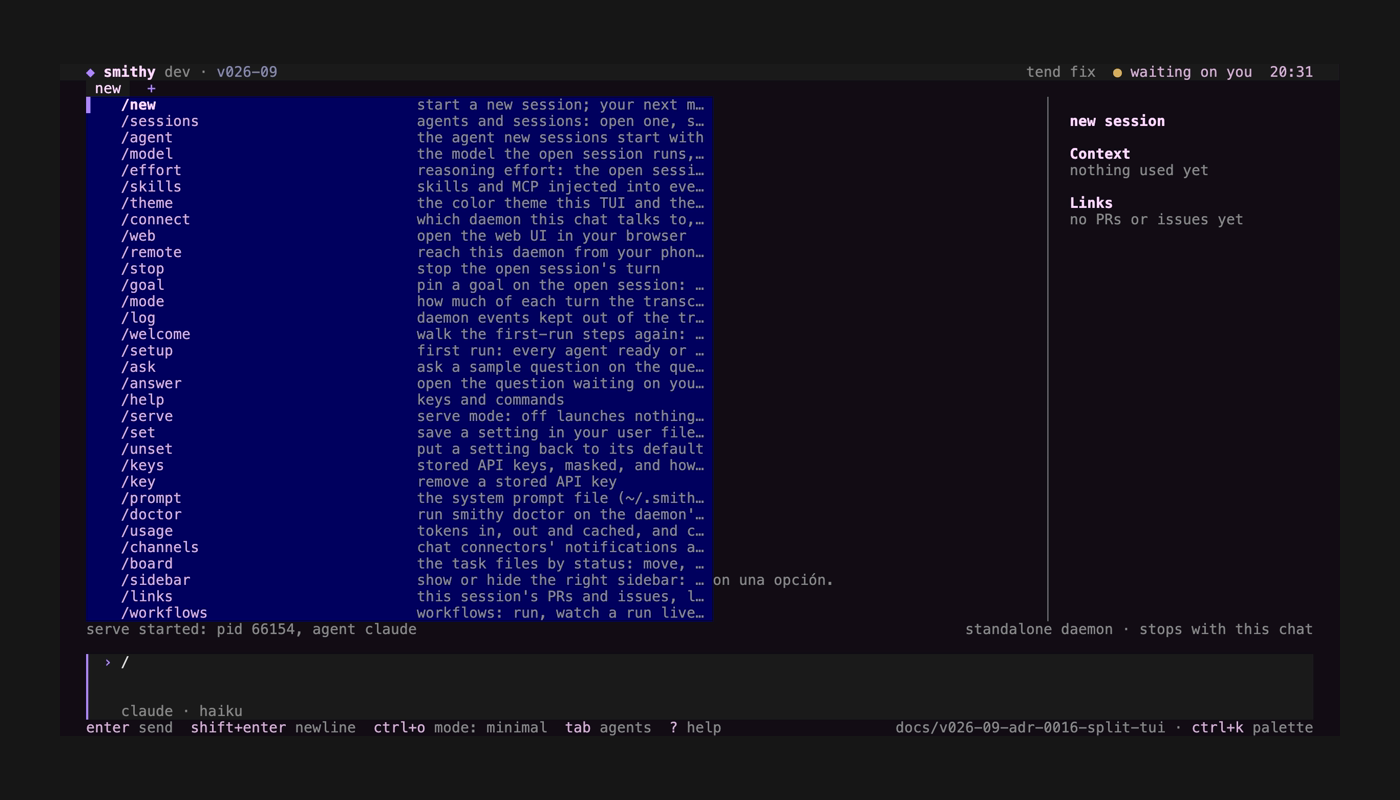 ◆ smithy dev · v026-09 tend fix ● waiting on you 20:31
new +
/new start a new session; your next m…
/sessions agents and sessions: open one, s… new session
/agent the agent new sessions start with
/model the model the open session runs,… Context
/effort reasoning effort: the open sessi… nothing used yet
/skills skills and MCP injected into eve…
/theme the color theme this TUI and the… Links
/connect which daemon this chat talks to,… no PRs or issues yet
/web open the web UI in your browser
/remote reach this daemon from your phon…
/stop stop the open session's turn
/goal pin a goal on the open session: …
/mode how much of each turn the transc…
/log daemon events kept out of the tr…
/welcome walk the first-run steps again: …
/setup first run: every agent ready or …
/ask ask a sample question on the que…
/answer open the question waiting on you…
/help keys and commands
/serve serve mode: off launches nothing…
/set save a setting in your user file…
/unset put a setting back to its default
/keys stored API keys, masked, and how…
/key remove a stored API key
/prompt the system prompt file (~/.smith…
/doctor run smithy doctor on the daemon'…
/usage tokens in, out and cached, and c…
/channels chat connectors' notifications a…
/board the task files by status: move, …
/sidebar show or hide the right sidebar: … on una opción.
/links this session's PRs and issues, l…
/workflows workflows: run, watch a run live…
serve started: pid 66154, agent claude standalone daemon · stops with this chat
› /
claude · haiku
enter send shift+enter newline ctrl+o mode: minimal tab agents ? help docs/v026-09-adr-0016-split-tui · ctrl+k palette